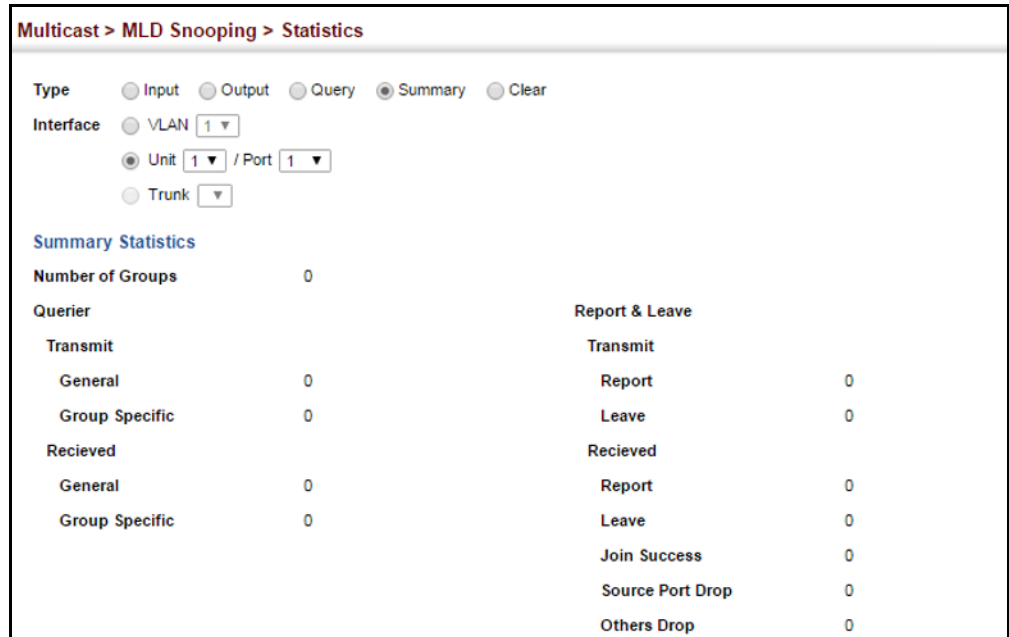 Multicast > MLD Snooping > Statistics
Type Input Output Query Summary Clear
Interface VLAN 1
Unit 1 / Port 1
Trunk
Summary Statistics
Number of Groups 0
Querier Report & Leave
Transmit Transmit
General 0 Report 0
Group Specific 0 Leave 0
Recieved Recieved
General 0 Report 0
Group Specific 0 Leave 0
Join Success 0
Source Port Drop 0
Others Drop 0